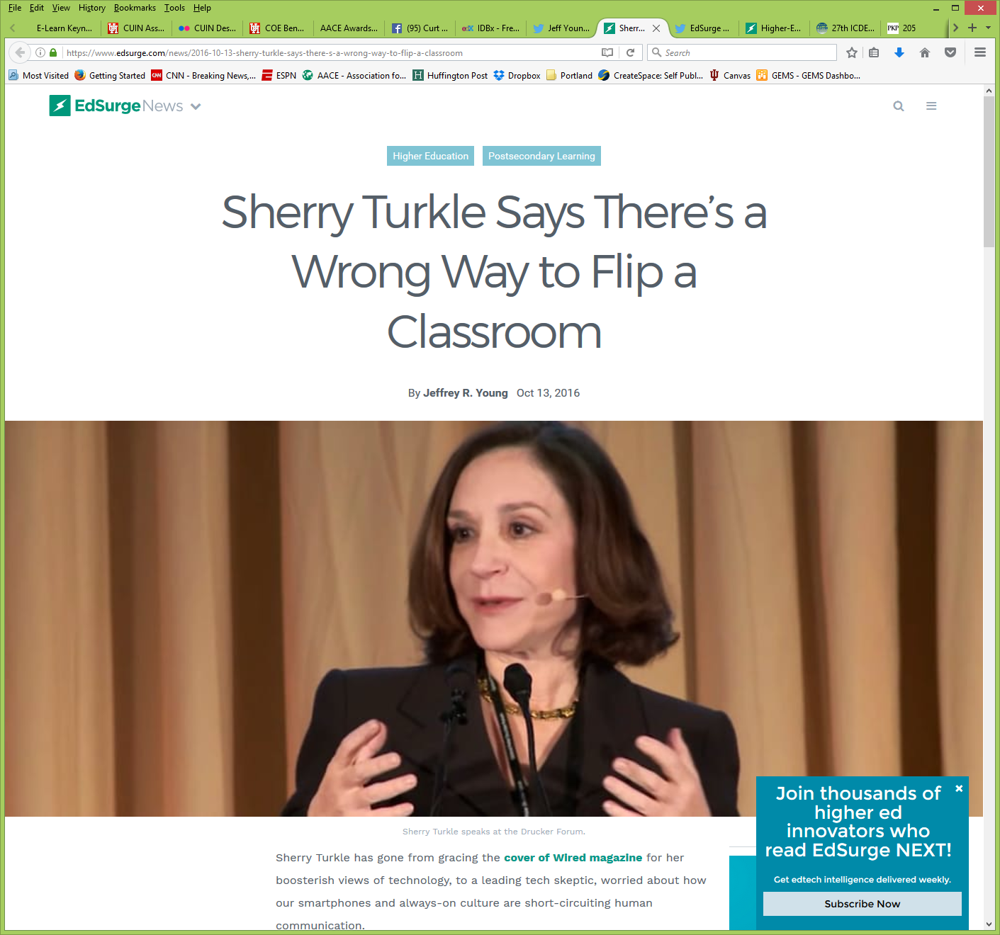 File Edit View History Bookmarks Tools Help
E-Learn Keyn... CUIN Ass... CUIN Des... COE Ben... AACE Awards... (95) Curt ... IDBx - Fre... Jeff Youn... Sherr... EdSurge ... Higher-E... 27th ICDE... PKP 205
https://www.edsurge.com/news/2016-10-13-sherry-turkle-says-there-s-a-wrong-way-to-flip-a-classroom Search
Most Visited Getting Started CNN CNN - Breaking News,... ESPN AACE - Association fo... H Huffington Post Dropbox Portland CreateSpace: Self Publ... Canvas GEMS - GEMS Dashbo...
EdSurge News
Higher Education Postsecondary Learning
Sherry Turkle Says There’s a
Wrong Way to Flip a
Classroom
By Jeffrey R. Young Oct 13, 2016
Sherry Turkle speaks at the Drucker Forum.
Sherry Turkle has gone from gracing the cover of Wired magazine for her
boosterish views of technology, to a leading tech skeptic, worried about how
our smartphones and always-on culture are short-circuiting human
communication.
Join thousands of
higher ed
innovators who
read EdSurge NEXT!
Get edtech intelligence delivered weekly.
Subscribe Now